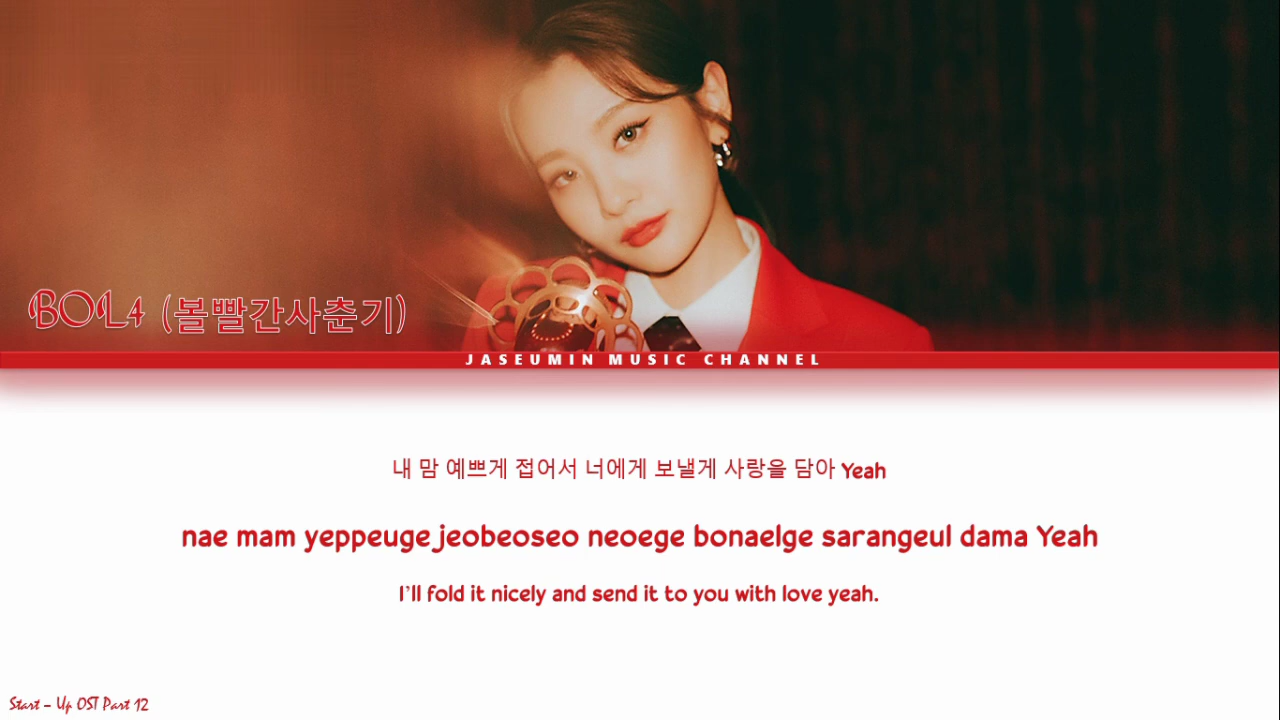 BOL4 (볼빨간사춘기)
JASEUMIN MUSIC CHANNEL
내 맘 예쁘게 접어서 너에게 보낼게 사랑을 담아 Yeah
nae mam yeppeuge jeobeoseo neoege bonaelge sarangeul dama Yeah
I'll fold it nicely and send it to you with love yeah.
Start - Up OST Part 12